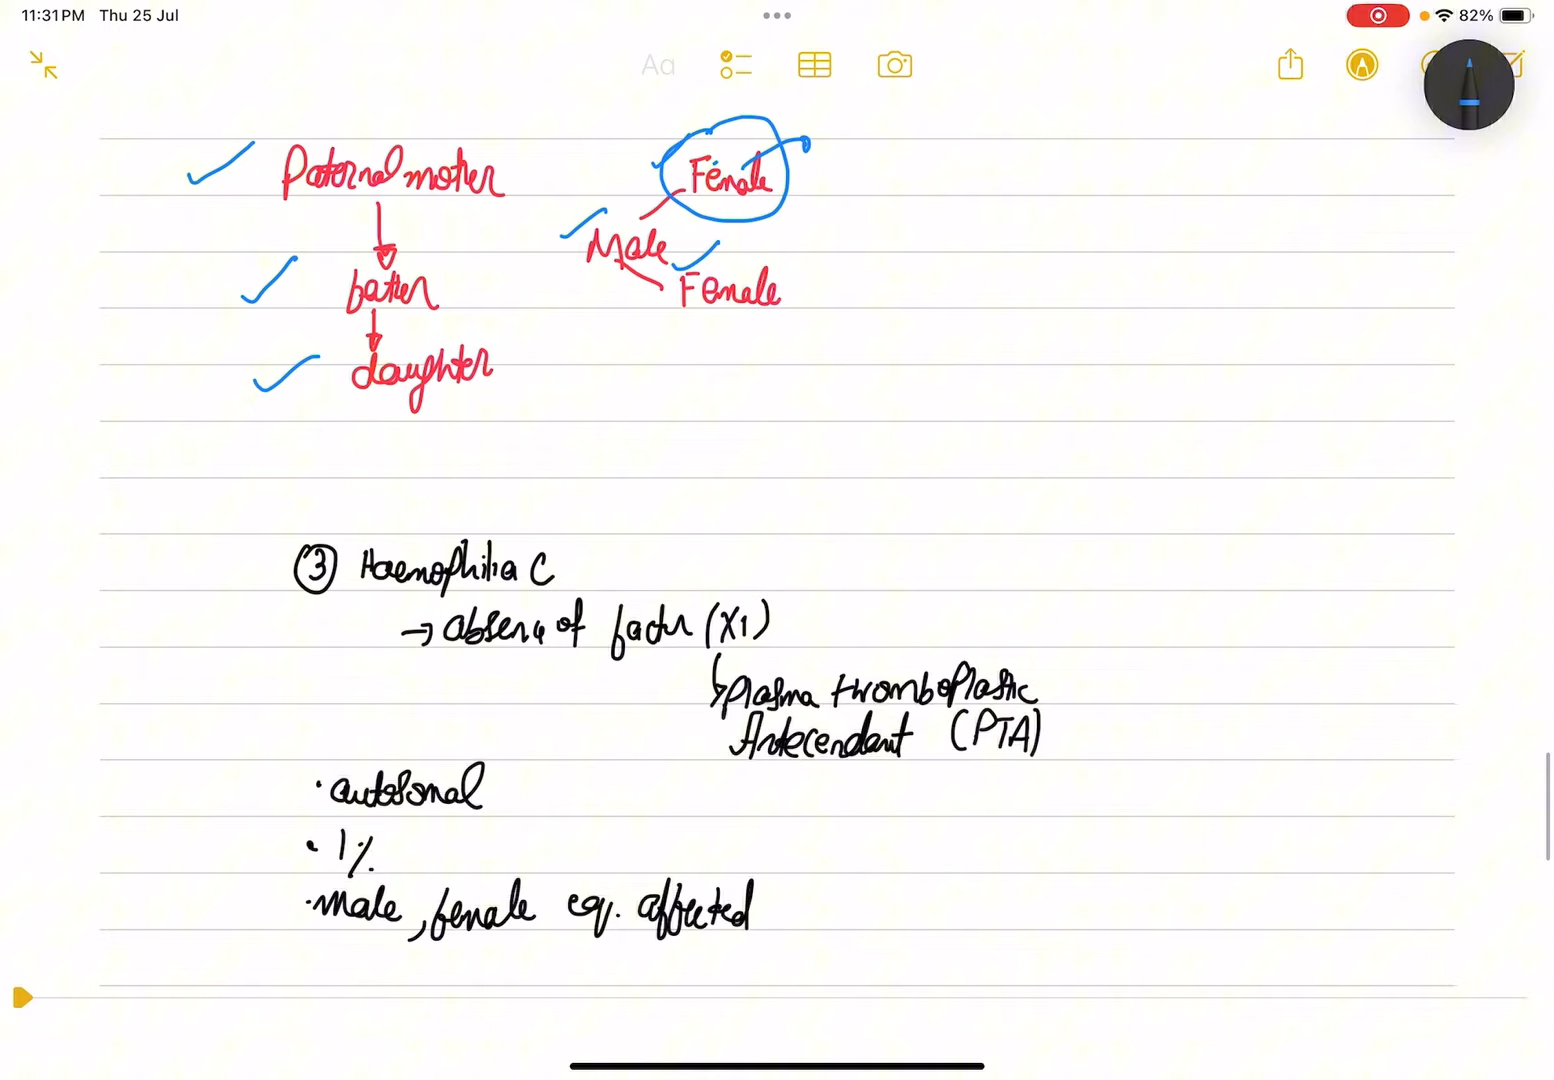 11:31 PM Thu 25 Jul
82%
Aa
Paternal mother
father
daughter
Female
Male
Female
③ Haemophilia C
→ absence of factor (XI)
↳ Plasma thromboplastic
Antecendant (PTA)
• autosomal
• 1%
• male, female eq. affected